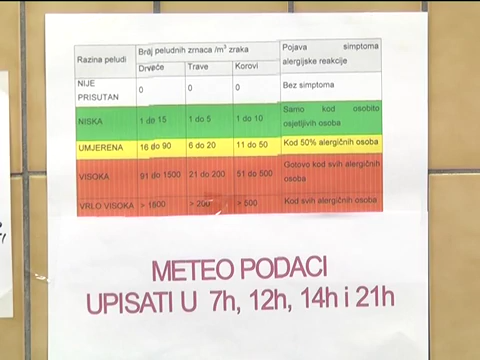 Razina peludi Broj peludnih zrnaca /m³ zraka Pojava simptoma alergijske reakcije
Drveće Trave Korovi
NIJE PRISUTAN 0 0 0 Bez simptoma
NISKA 1 do 15 1 do 5 1 do 10 Samo kod osobito osjetljivih osoba
UMJERENA 16 do 90 6 do 20 11 do 50 Kod 50% alergičnih osoba
VISOKA 91 do 1500 21 do 200 51 do 500 Gotovo kod svih alergičnih osoba
VRLO VISOKA > 1500 > 200 > 500 Kod svih alergičnih osoba
METEO PODACI
UPISATI U 7h, 12h, 14h i 21h